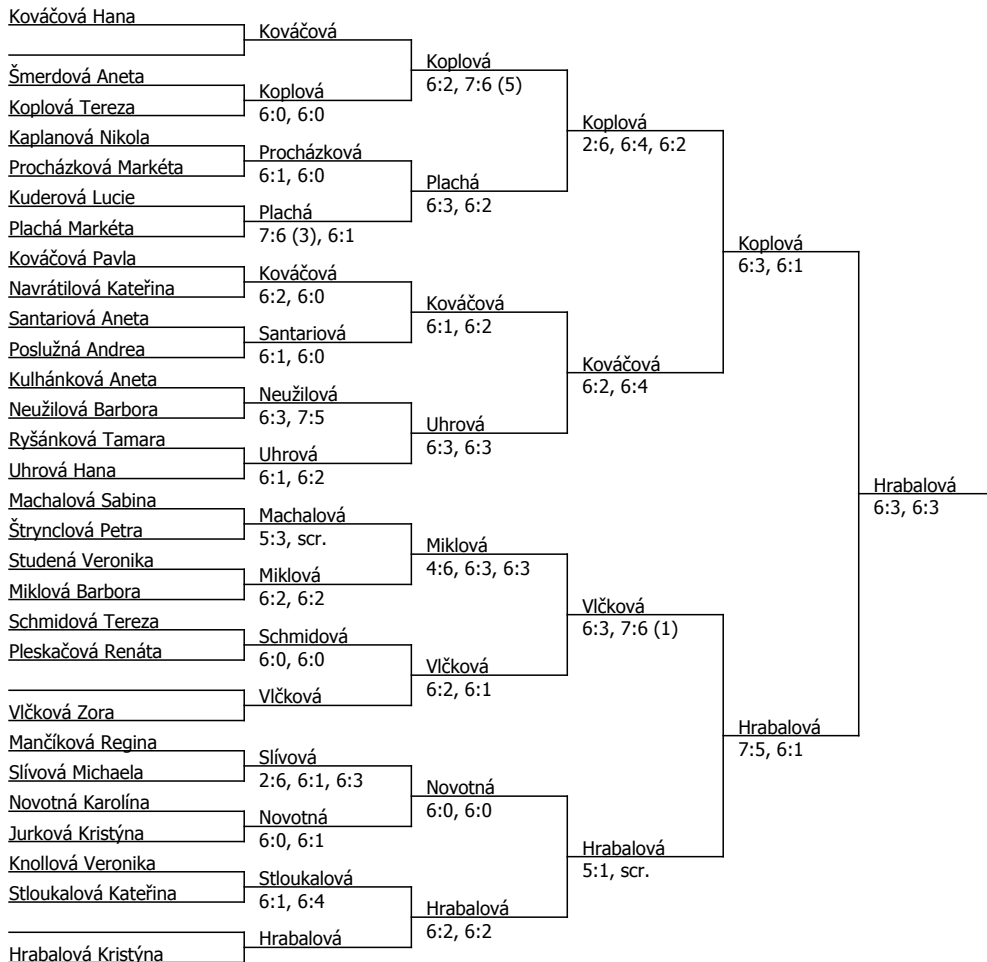 Kováčová Hana
Šmerdová Aneta
Koplová Tereza
Kaplanová Nikola
Procházková Markéta
Kuderová Lucie
Plachá Markéta
Kováčová Pavla
Navrátilová Kateřina
Santariová Aneta
Poslužná Andrea
Kulhánková Aneta
Neužilová Barbora
Ryšánková Tamara
Uhrová Hana
Machalová Sabina
Štrynclová Petra
Studená Veronika
Miklová Barbora
Schmidová Tereza
Pleskačová Renáta
Vlčková Zora
Mančíková Regina
Slívová Michaela
Novotná Karolína
Jurková Kristýna
Knollová Veronika
Stloukalová Kateřina
Hrabalová Kristýna
Kováčová
Koplová
6:0, 6:0
Procházková
6:1, 6:0
Plachá
7:6 (3), 6:1
Kováčová
6:2, 6:0
Santariová
6:1, 6:0
Neužilová
6:3, 7:5
Uhrová
6:1, 6:2
Machalová
5:3, scr.
Miklová
6:2, 6:2
Schmidová
6:0, 6:0
Vlčková
Slívová
2:6, 6:1, 6:3
Novotná
6:0, 6:1
Stloukalová
6:1, 6:4
Hrabalová
Koplová
6:2, 7:6 (5)
Plachá
6:3, 6:2
Kováčová
6:1, 6:2
Uhrová
6:3, 6:3
Miklová
4:6, 6:3, 6:3
Vlčková
6:2, 6:1
Novotná
6:0, 6:0
Hrabalová
6:2, 6:2
Koplová
2:6, 6:4, 6:2
Kováčová
6:2, 6:4
Vlčková
6:3, 7:6 (1)
Hrabalová
5:1, scr.
Koplová
6:3, 6:1
Hrabalová
7:5, 6:1
Hrabalová
6:3, 6:3